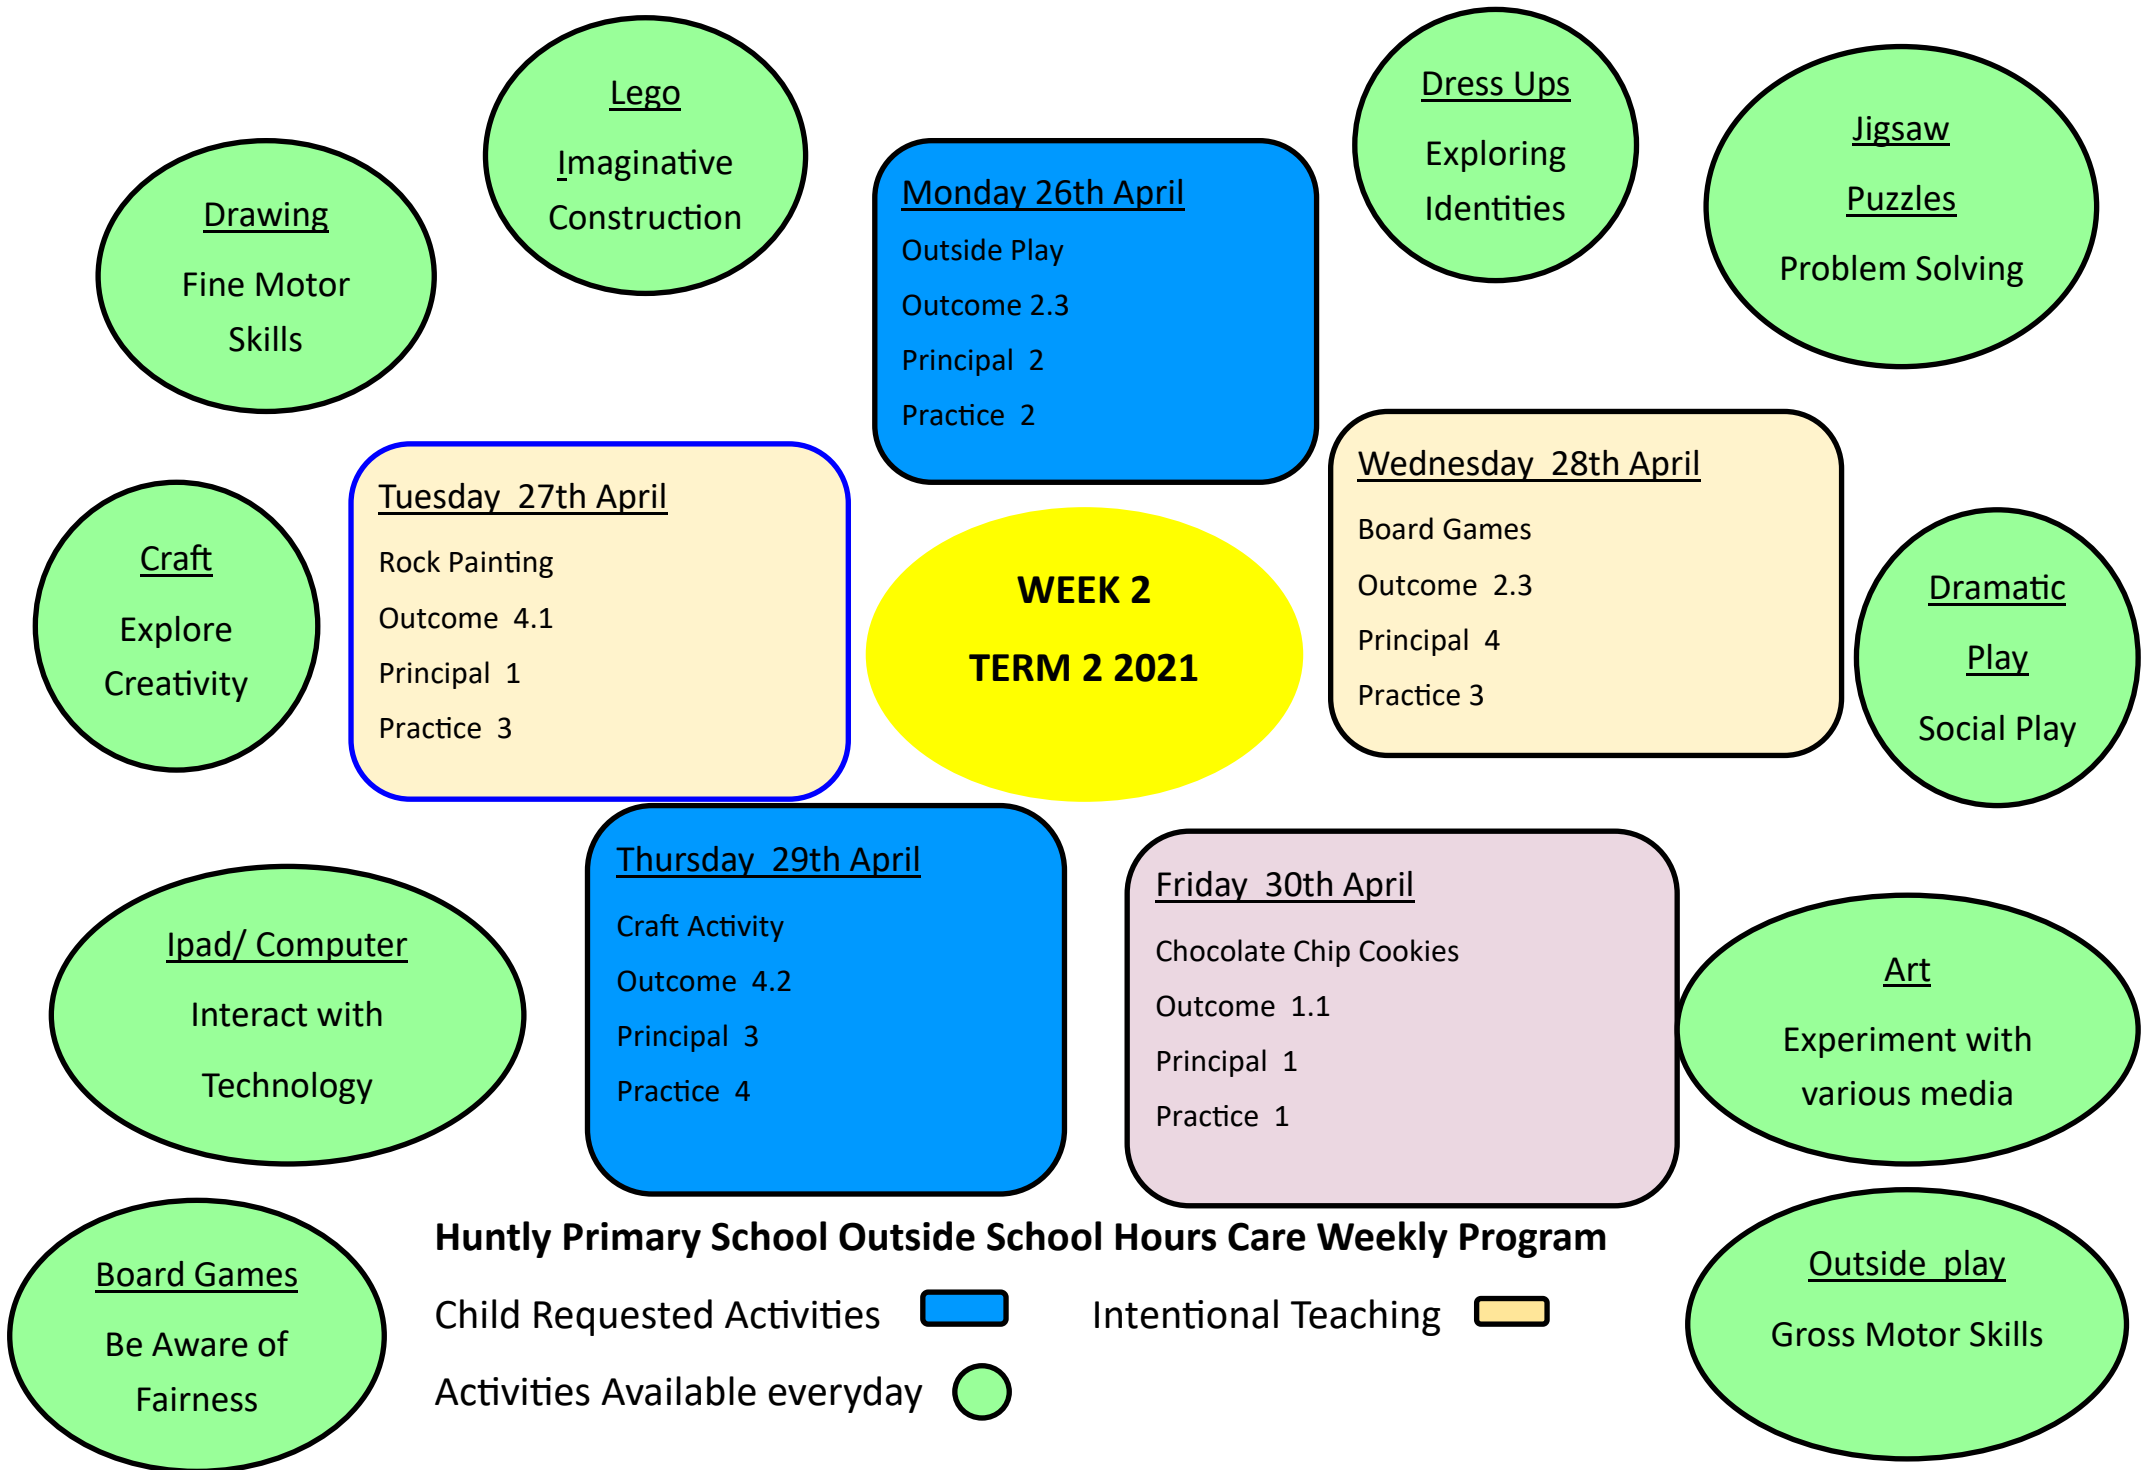 Lego
Imaginative
Construction
Dress Ups
Exploring
Identities
Jigsaw
Puzzles
Problem Solving
Drawing
Fine Motor
Skills
Monday 26th April
Outside Play
Outcome 2.3
Principal  2
Practice  2
Tuesday  27th April
Rock Painting
Outcome  4.1
Principal  1
Practice  3
Wednesday  28th April
Board Games
Outcome  2.3
Principal  4
Practice 3
Craft
Explore
Creativity
WEEK 2
TERM 2 2021
Dramatic
Play
Social Play
Thursday  29th April
Craft Activity
Outcome  4.2
Principal  3
Practice  4
Friday  30th April
Chocolate Chip Cookies
Outcome  1.1
Principal  1
Practice  1
Ipad/ Computer
Interact with
Technology
Art
Experiment with
various media
Board Games
Be Aware of
Fairness
Huntly Primary School Outside School Hours Care Weekly Program
Child Requested Activities
Intentional Teaching
Activities Available everyday
Outside  play
Gross Motor Skills